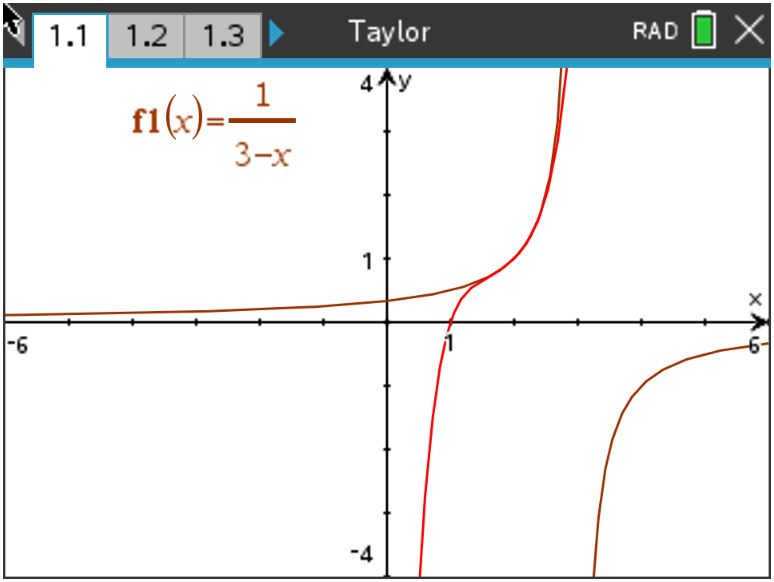 1.1 1.2 1.3 Taylor RAD
4 y
f1(x)=1/(3-x)
1
x
-6 1 6
-4